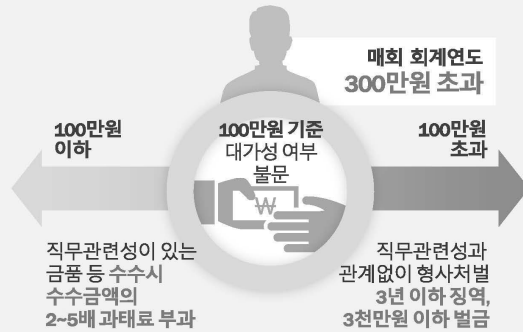 매회 회계연도
300만원 초과
100만원
이하
100만원 기준
대가성 여부
불문
₩
100만원
초과
직무관련성이 있는
금품 등 수수시
수수금액의
2~5배 과태료 부과
직무관련성과
관계없이 형사처벌
3년 이하 징역,
3천만원 이하 벌금